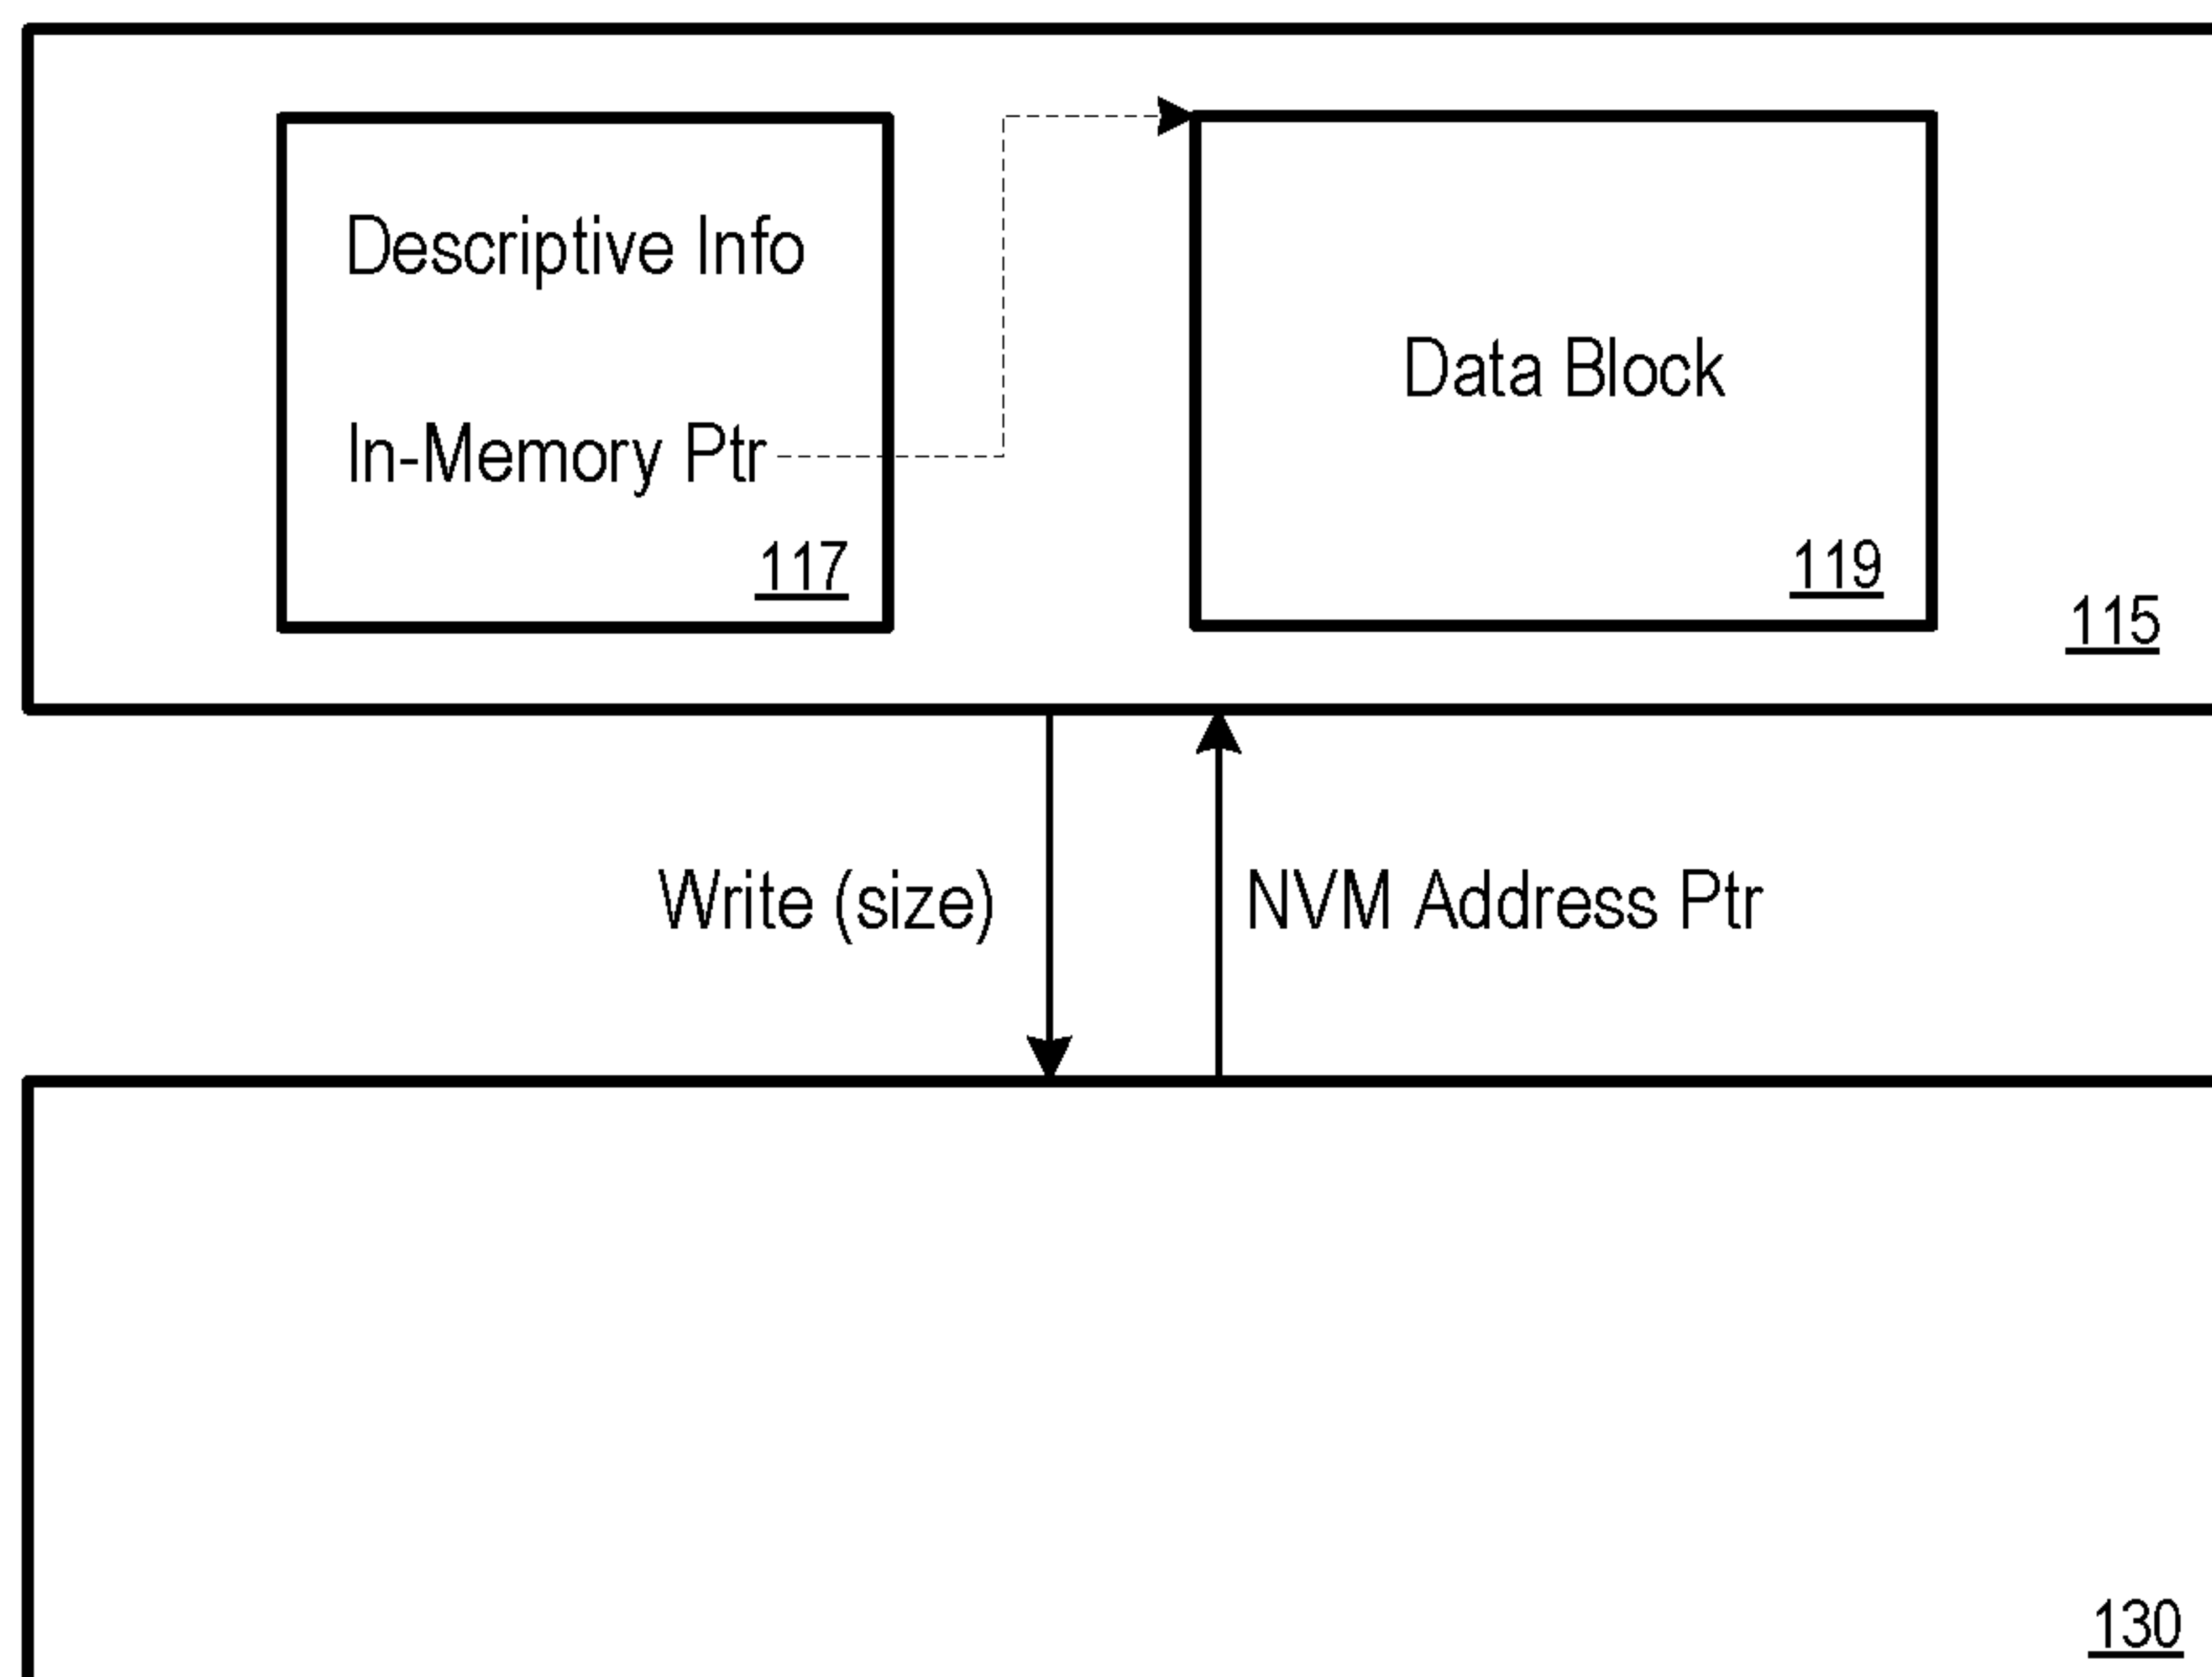 Descriptive Info
In-Memory Ptr
117
Data Block
119
115
Write (size)
NVM Address Ptr
130